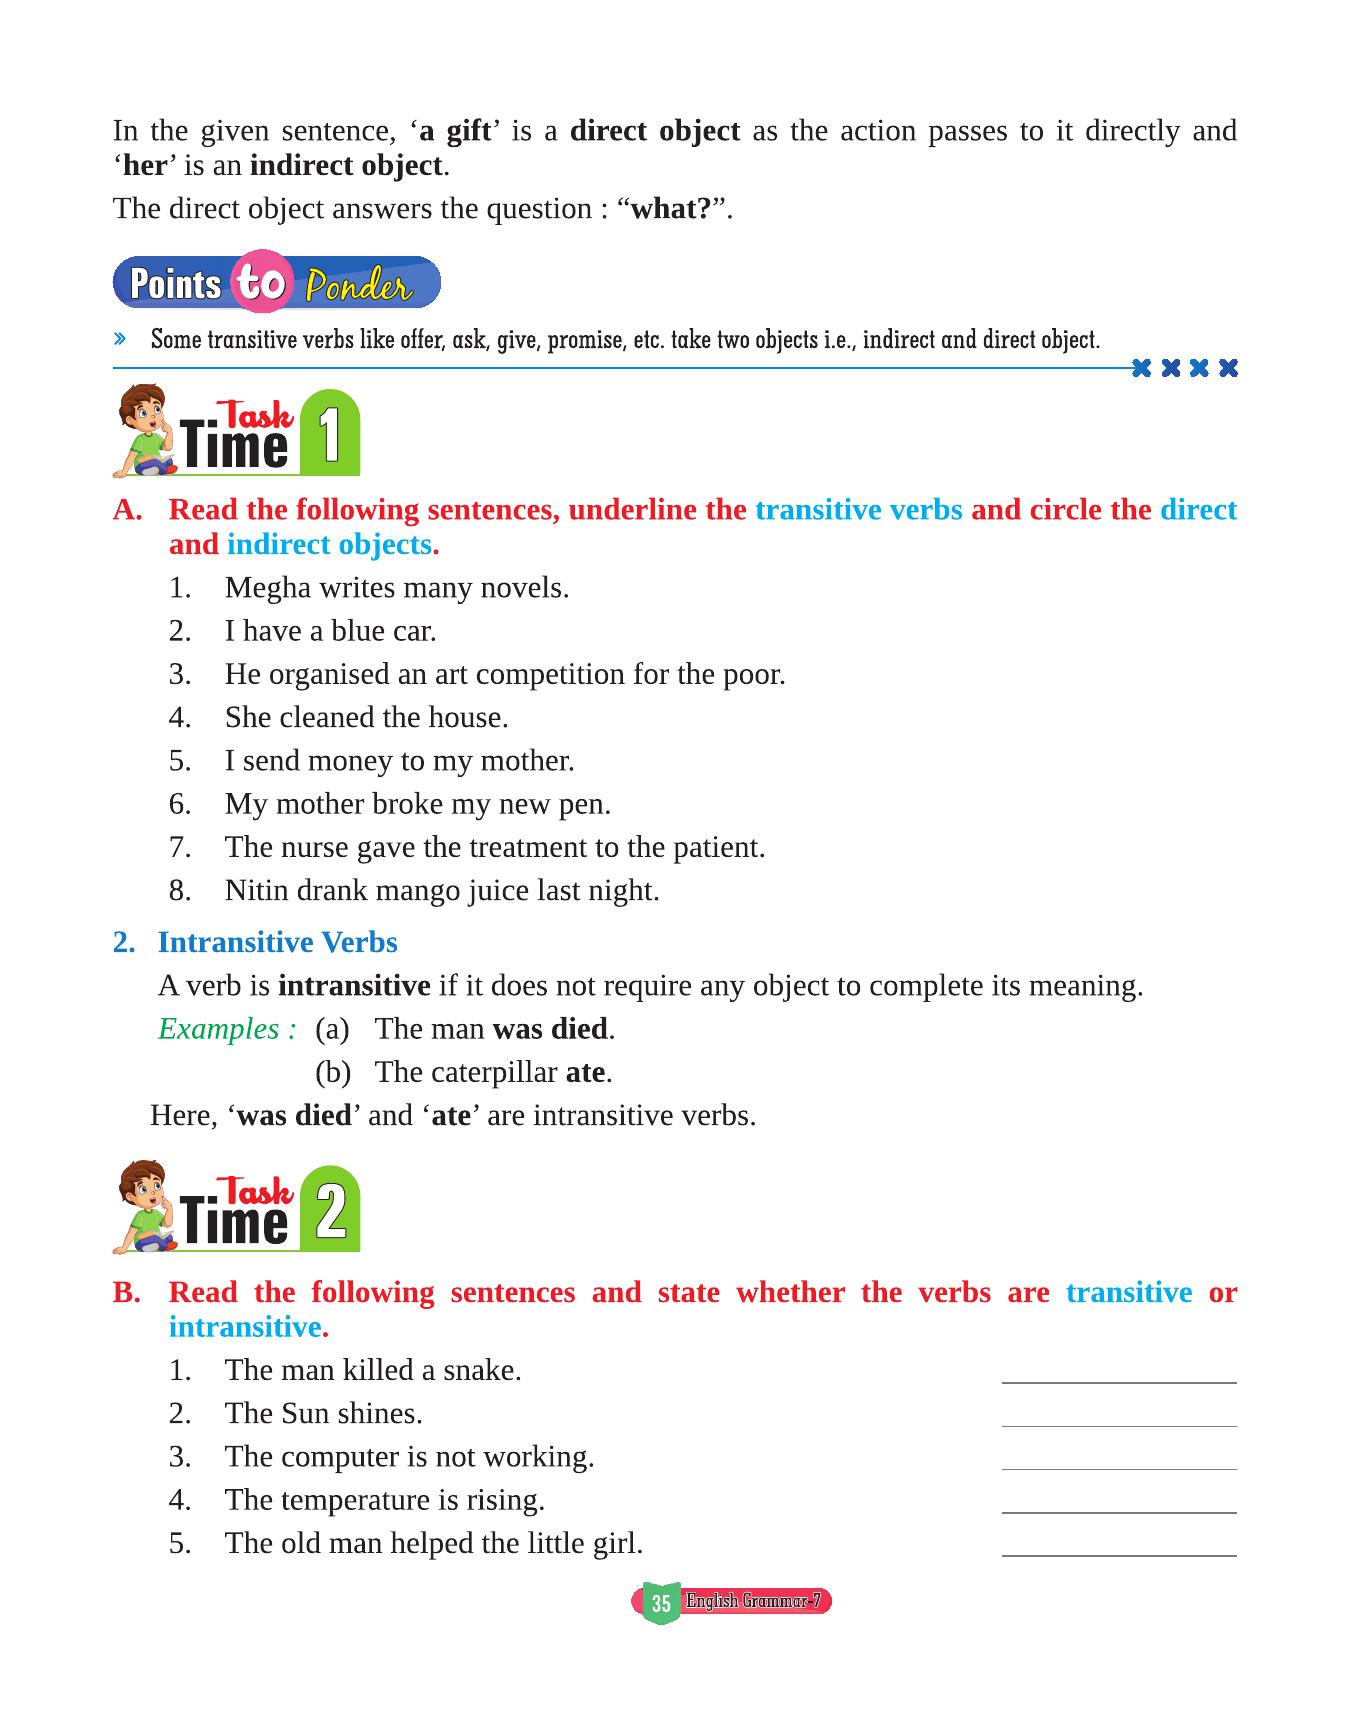 In the given sentence, ‘a gift’ is a direct object as the action passes to it directly and
‘her’ is an indirect object.
The direct object answers the question : “what?”.
Points to Ponder
» Some transitive verbs like offer, ask, give, promise, etc. take two objects i.e., indirect and direct object.
Task
Time 1
A. Read the following sentences, underline the transitive verbs and circle the direct
and indirect objects.
1. Megha writes many novels.
2. I have a blue car.
3. He organised an art competition for the poor.
4. She cleaned the house.
5. I send money to my mother.
6. My mother broke my new pen.
7. The nurse gave the treatment to the patient.
8. Nitin drank mango juice last night.
2. Intransitive Verbs
A verb is intransitive if it does not require any object to complete its meaning.
Examples : (a) The man was died.
(b) The caterpillar ate.
Here, ‘was died’ and ‘ate’ are intransitive verbs.
Task
Time 2
B. Read the following sentences and state whether the verbs are transitive or
intransitive.
1. The man killed a snake.
2. The Sun shines.
3. The computer is not working.
4. The temperature is rising.
5. The old man helped the little girl.
35 English Grammar-7